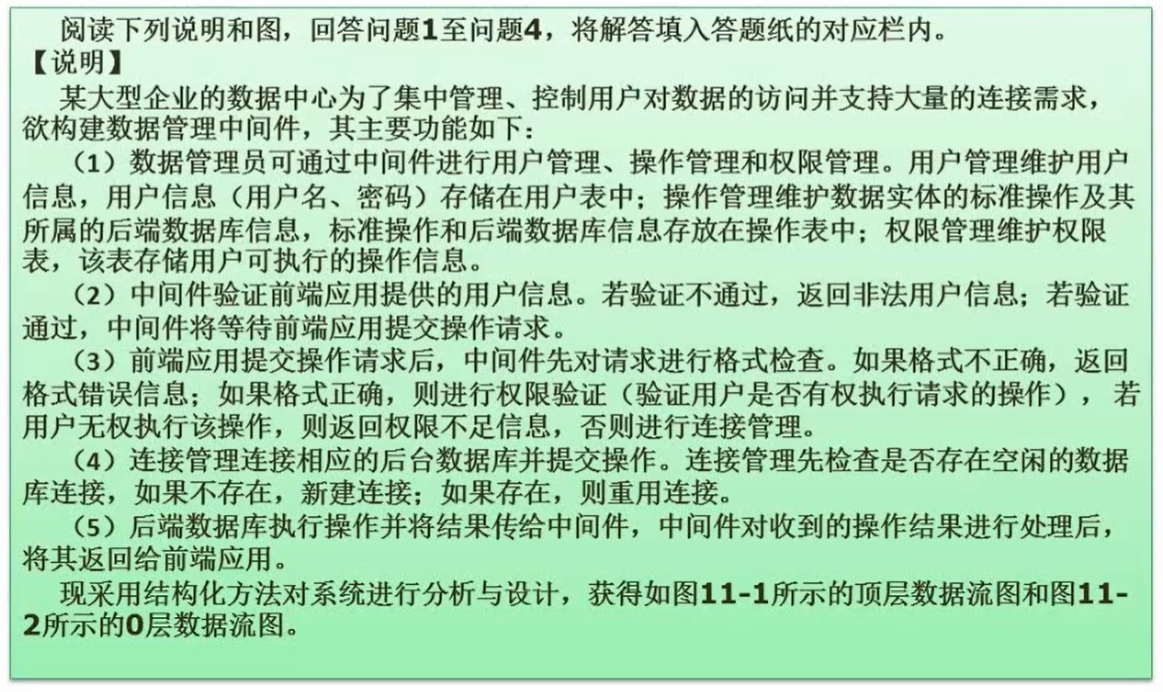 阅读下列说明和图，回答问题1至问题4，将解答填入答题纸的对应栏内。
【说明】
某大型企业的数据中心为了集中管理、控制用户对数据的访问并支持大量的连接需求，
欲构建数据管理中间件，其主要功能如下：
（1）数据管理员可通过中间件进行用户管理、操作管理和权限管理。用户管理维护用户
信息，用户信息（用户名、密码）存储在用户表中；操作管理维护数据实体的标准操作及其
所属的后端数据库信息，标准操作和后端数据库信息存放在操作表中；权限管理维护权限
表，该表存储用户可执行的操作信息。
（2）中间件验证前端应用提供的用户信息。若验证不通过，返回非法用户信息；若验证
通过，中间件将等待前端应用提交操作请求。
（3）前端应用提交操作请求后，中间件先对请求进行格式检查。如果格式不正确，返回
格式错误信息；如果格式正确，则进行权限验证（验证用户是否有权执行请求的操作），若
用户无权执行该操作，则返回权限不足信息，否则进行连接管理。
（4）连接管理连接相应的后台数据库并提交操作。连接管理先检查是否存在空闲的数据
库连接，如果不存在，新建连接；如果存在，则重用连接。
（5）后端数据库执行操作并将结果传给中间件，中间件对收到的操作结果进行处理后，
将其返回给前端应用。
现采用结构化方法对系统进行分析与设计，获得如图11-1所示的顶层数据流图和图11-
2所示的0层数据流图。